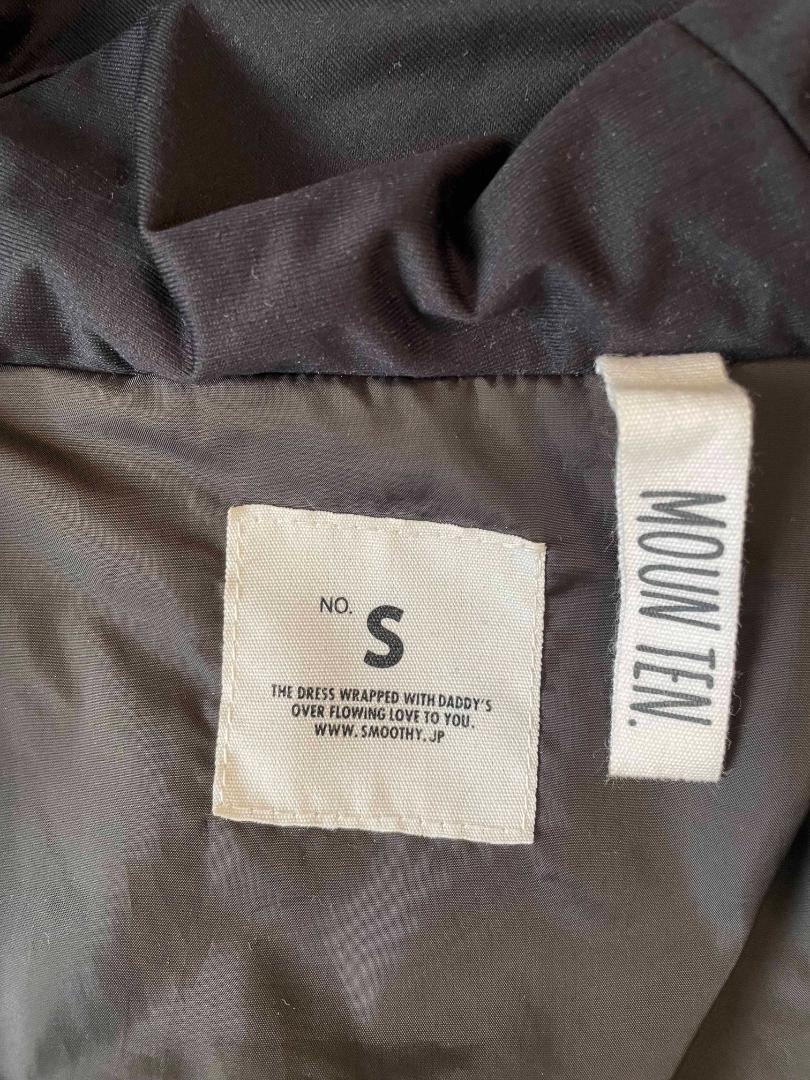 NO. S
THE DRESS WRAPPED WITH DADDY'S
OVER FLOWING LOVE TO YOU.
WWW. SMOOTHY. JP
MOUN TEN.